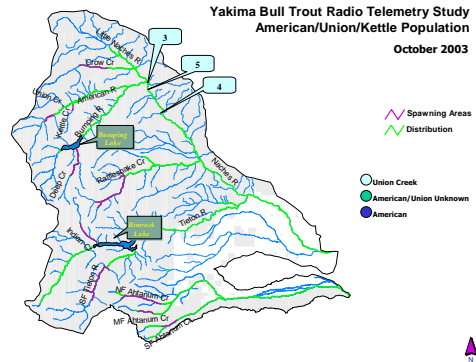 Yakima Bull Trout Radio Telemetry Study
American/Union/Kettle Population
October 2003
3
5
4
Little Naches R
Crow Cr
Union Cr
American R
Kettle Cr
Bumping R
Bumping
Lake
Deep Cr
Rattlesnake Cr
Naches R
Tieton R
Rimrock
Lake
Indian Cr
SF Tieton R
NF Ahtanum Cr
MF Ahtanum Cr
SF Ahtanum Cr
Spawning Areas
Distribution
Union Creek
American/Union Unknown
American
N